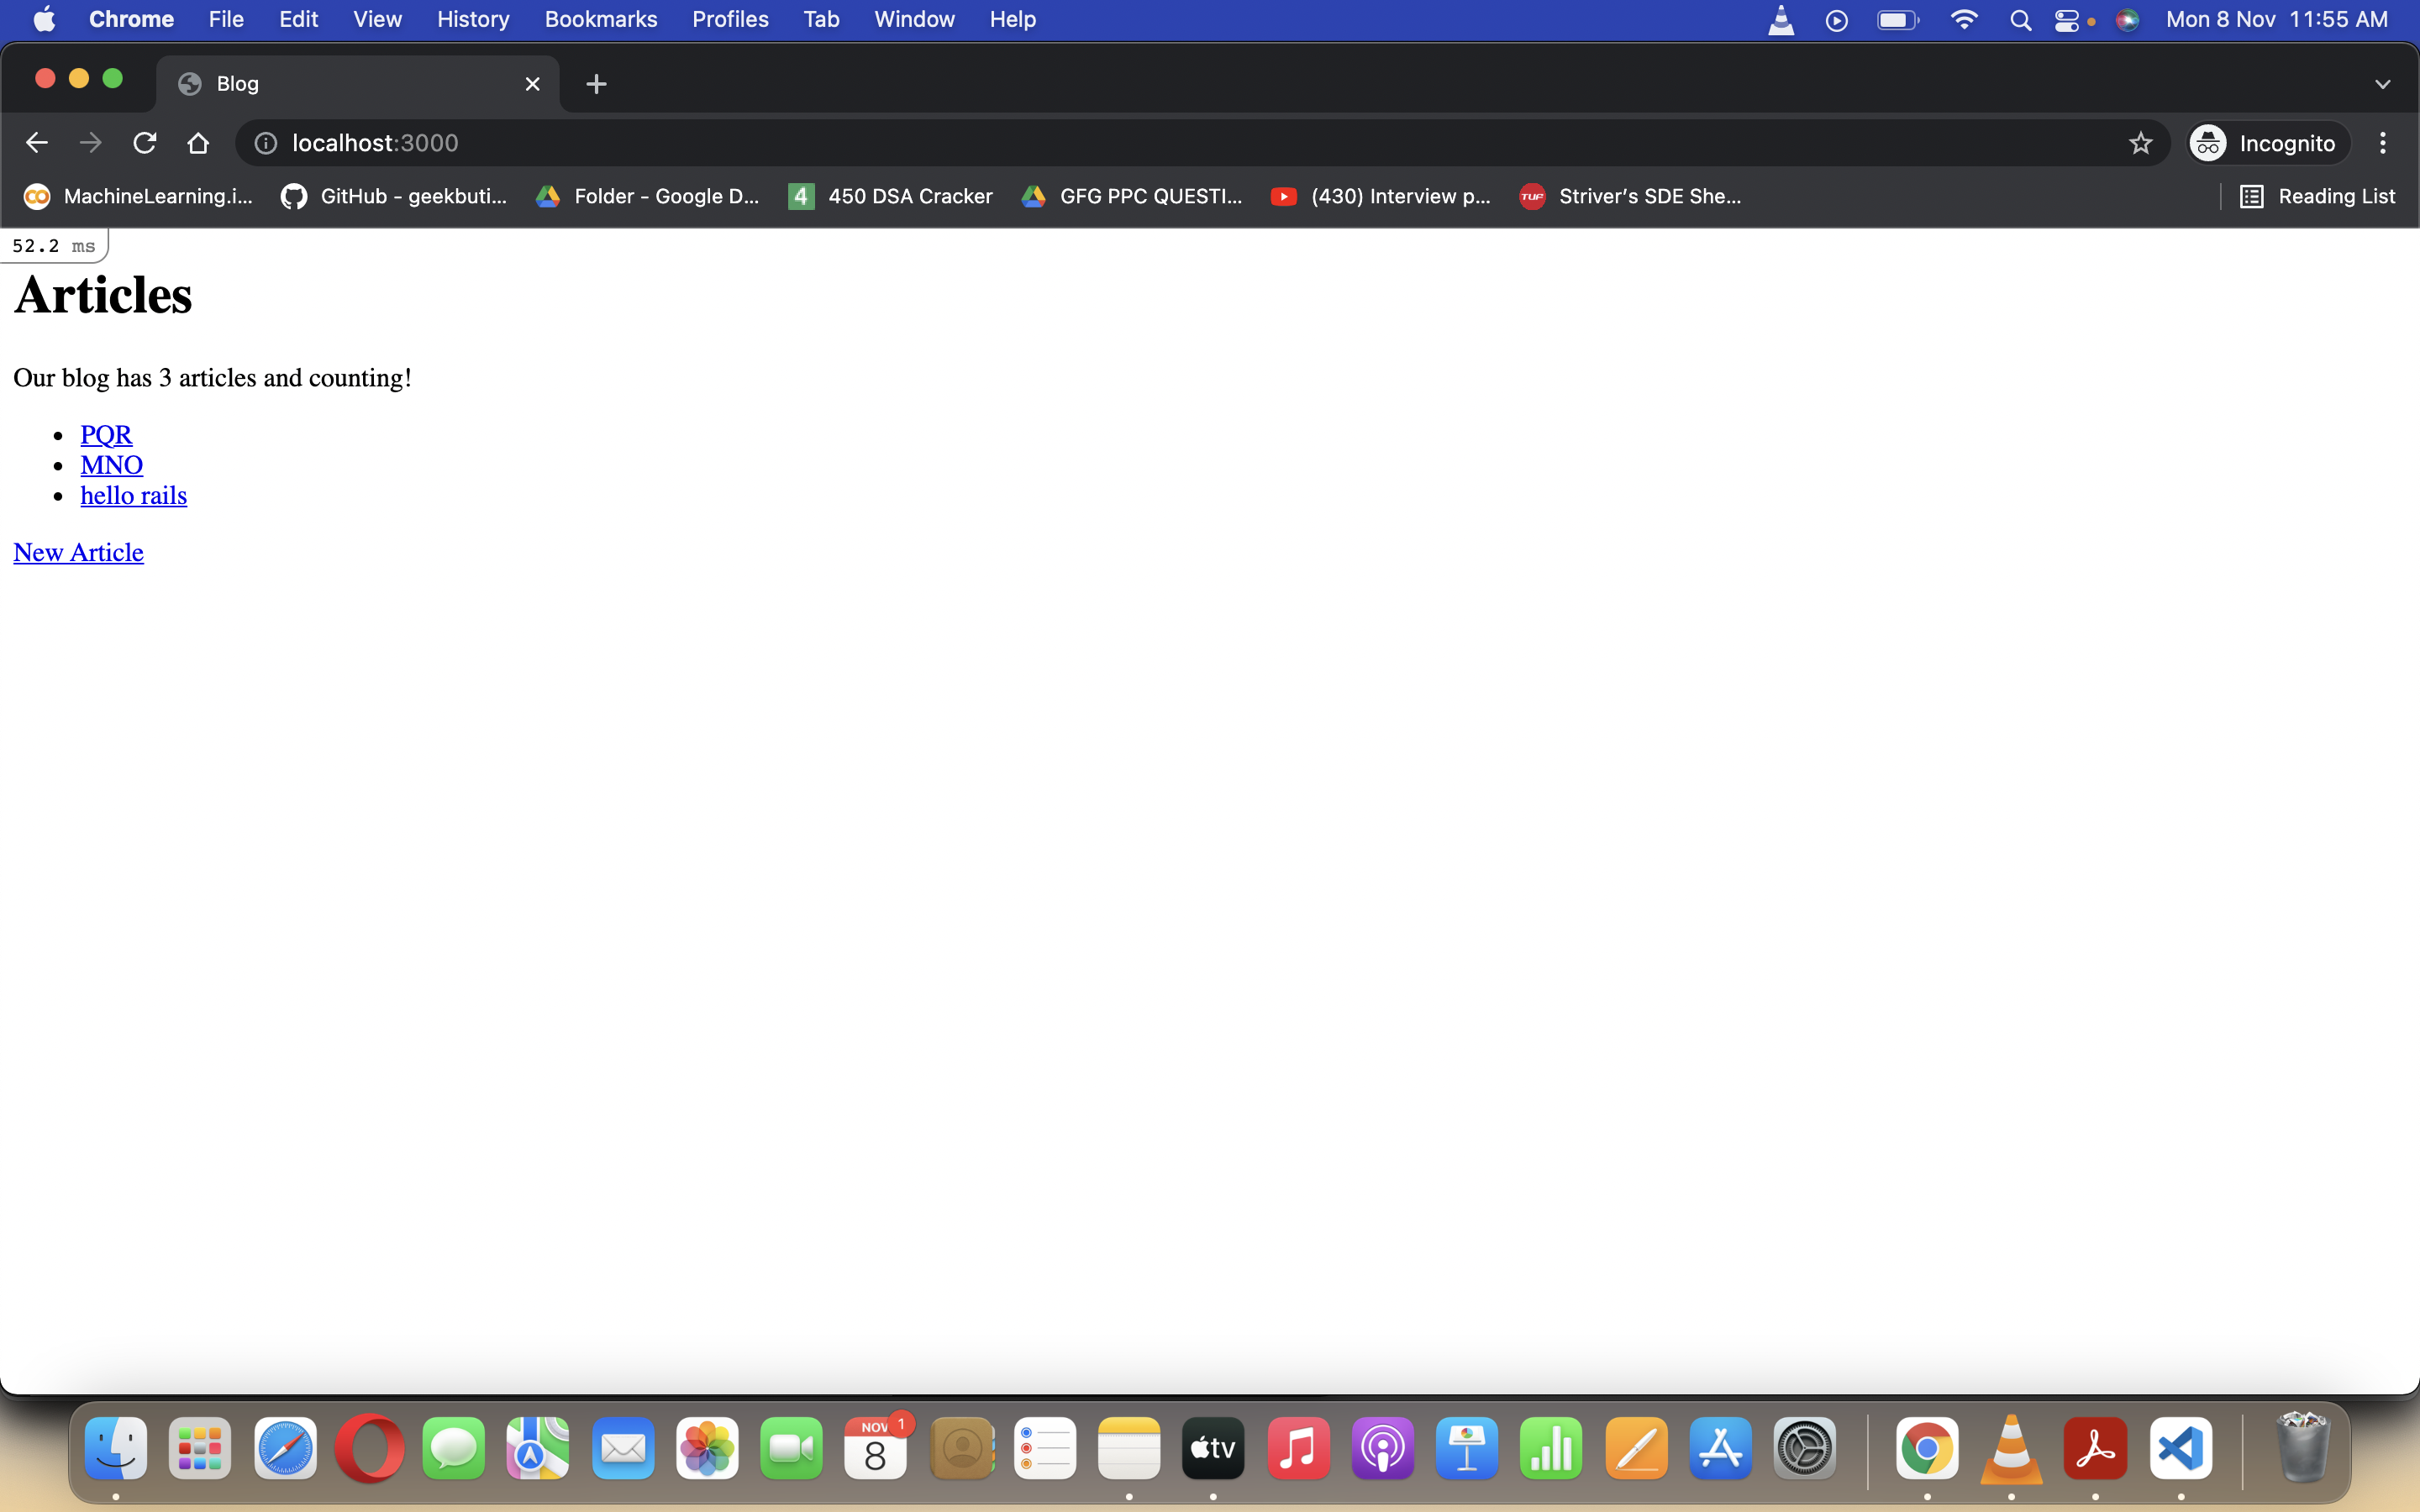 Chrome File Edit View History Bookmarks Profiles Tab Window Help Mon 8 Nov 11:55 AM
Blog
localhost:3000 Incognito
MachineLearning.i... GitHub - geekbuti... Folder - Google D... 4 450 DSA Cracker GFG PPC QUESTI... (430) Interview p... TUF Striver's SDE She... Reading List
52.2 ms
Articles
Our blog has 3 articles and counting!
PQR
MNO
hello rails
New Article
NOV 1
8
tv